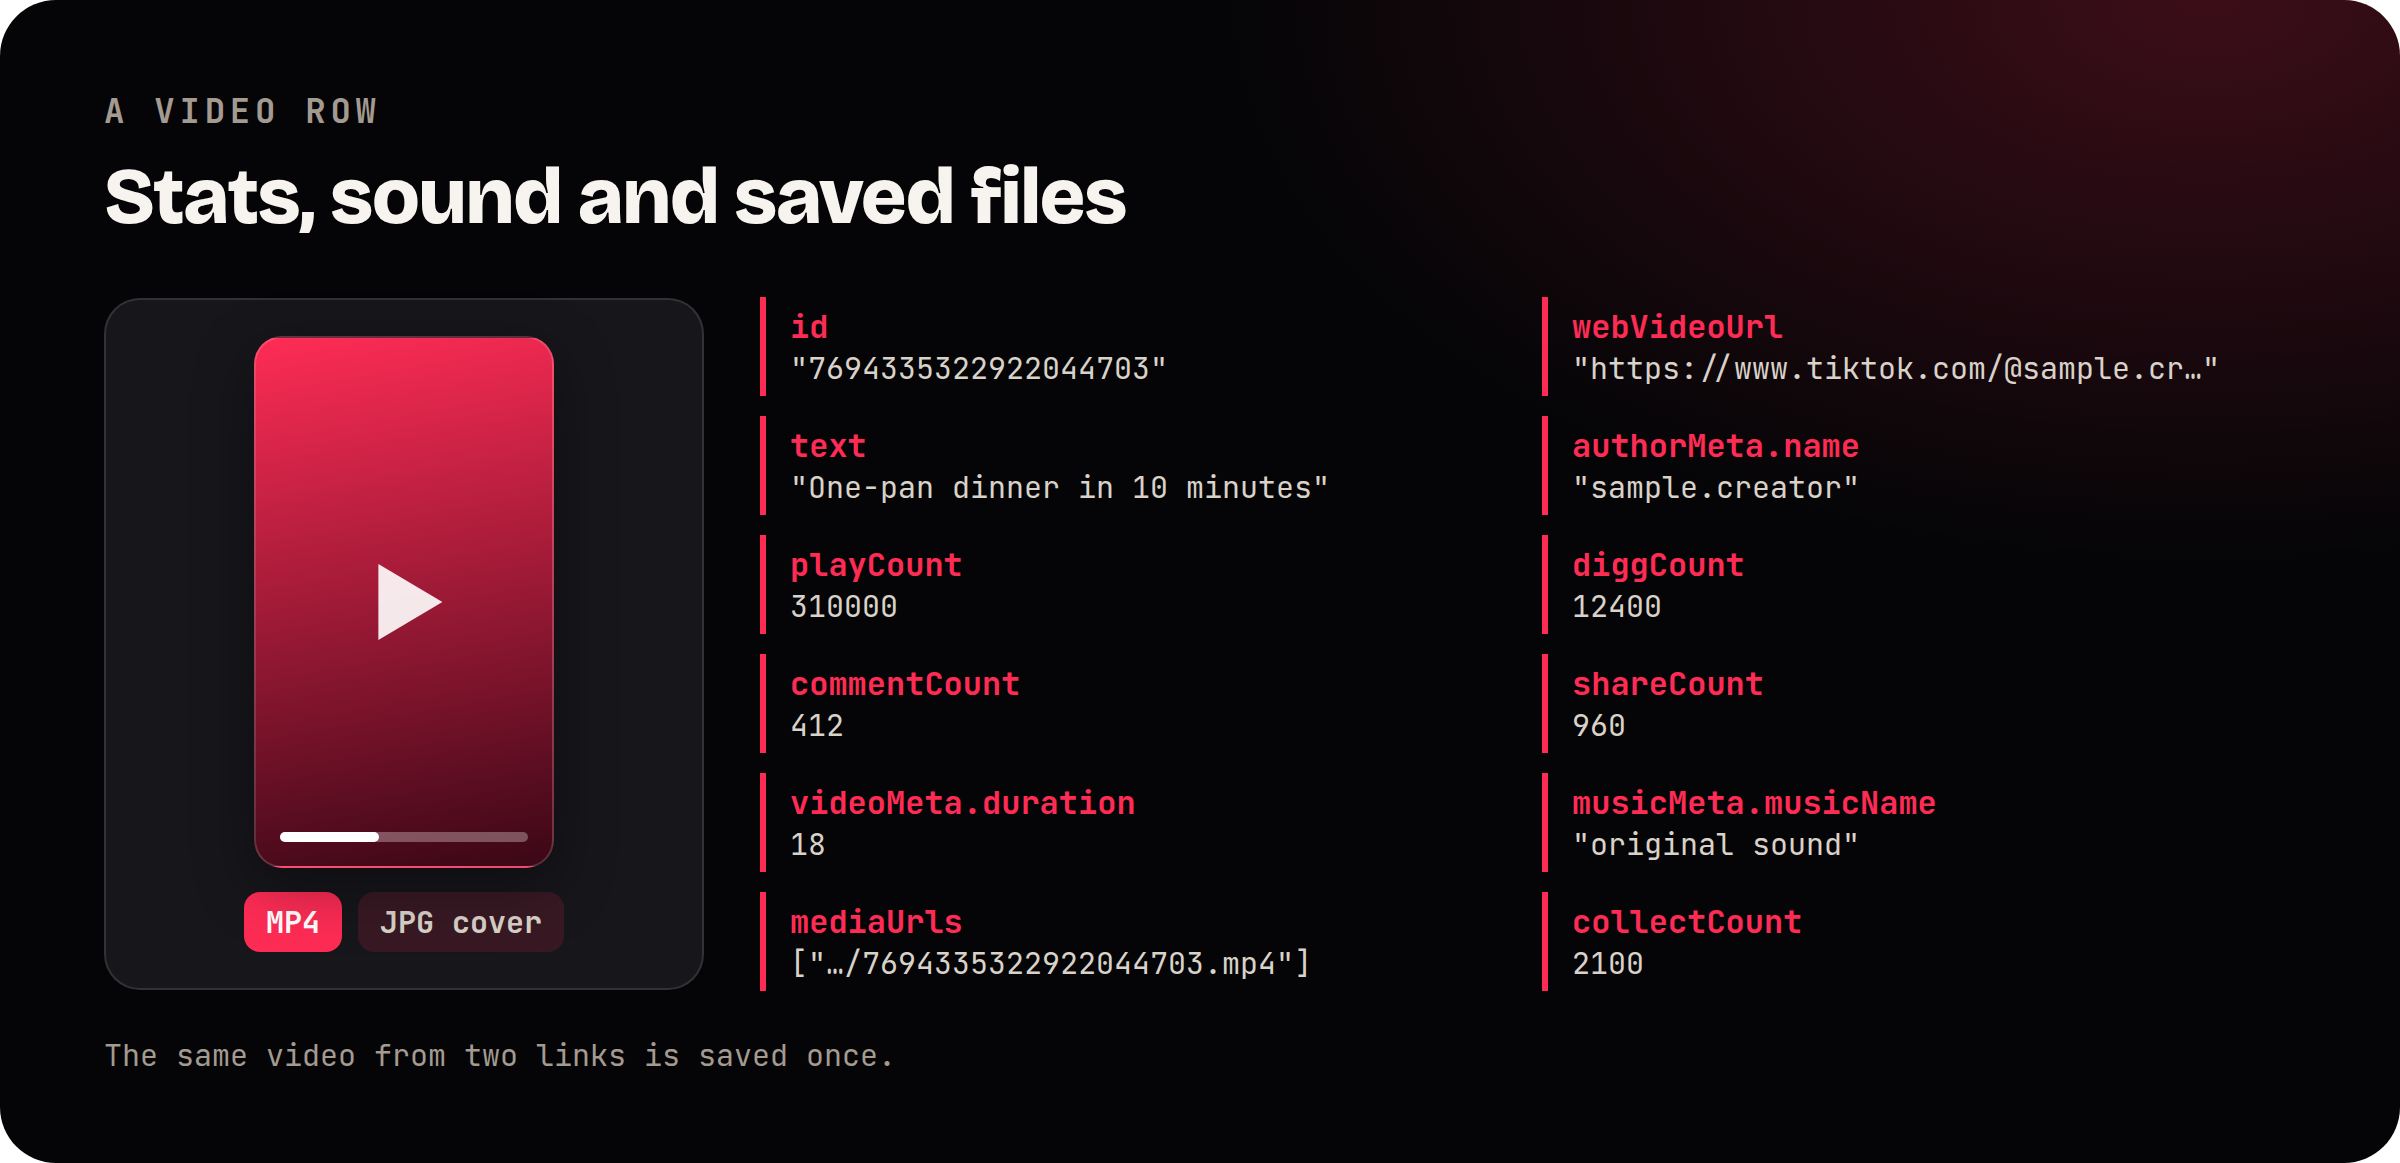 A VIDEO ROW
Stats, sound and saved files
MP4
JPG cover
id
"7694335322922044703"
webVideoUrl
"https://www.tiktok.com/@sample.cr…"
text
"One-pan dinner in 10 minutes"
authorMeta.name
"sample.creator"
playCount
310000
diggCount
12400
commentCount
412
shareCount
960
videoMeta.duration
18
musicMeta.musicName
"original sound"
mediaUrls
["…/7694335322922044703.mp4"]
collectCount
2100
The same video from two links is saved once.